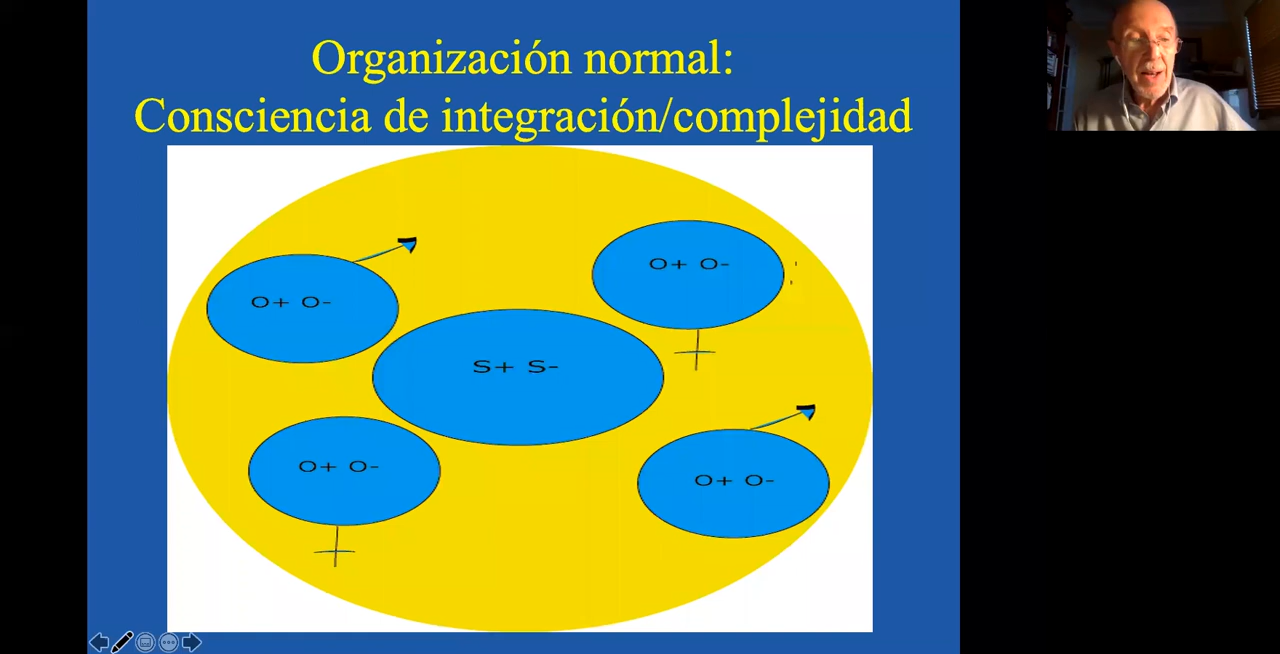 Organización normal:
Consciencia de integración/complejidad
O+ O-
O+ O-
S+ S-
O+ O-
O+ O-